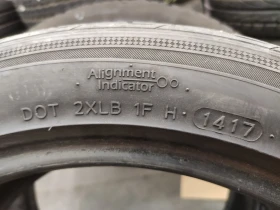 Alignment
Indicator
DOT 2XLB 1F H 1417